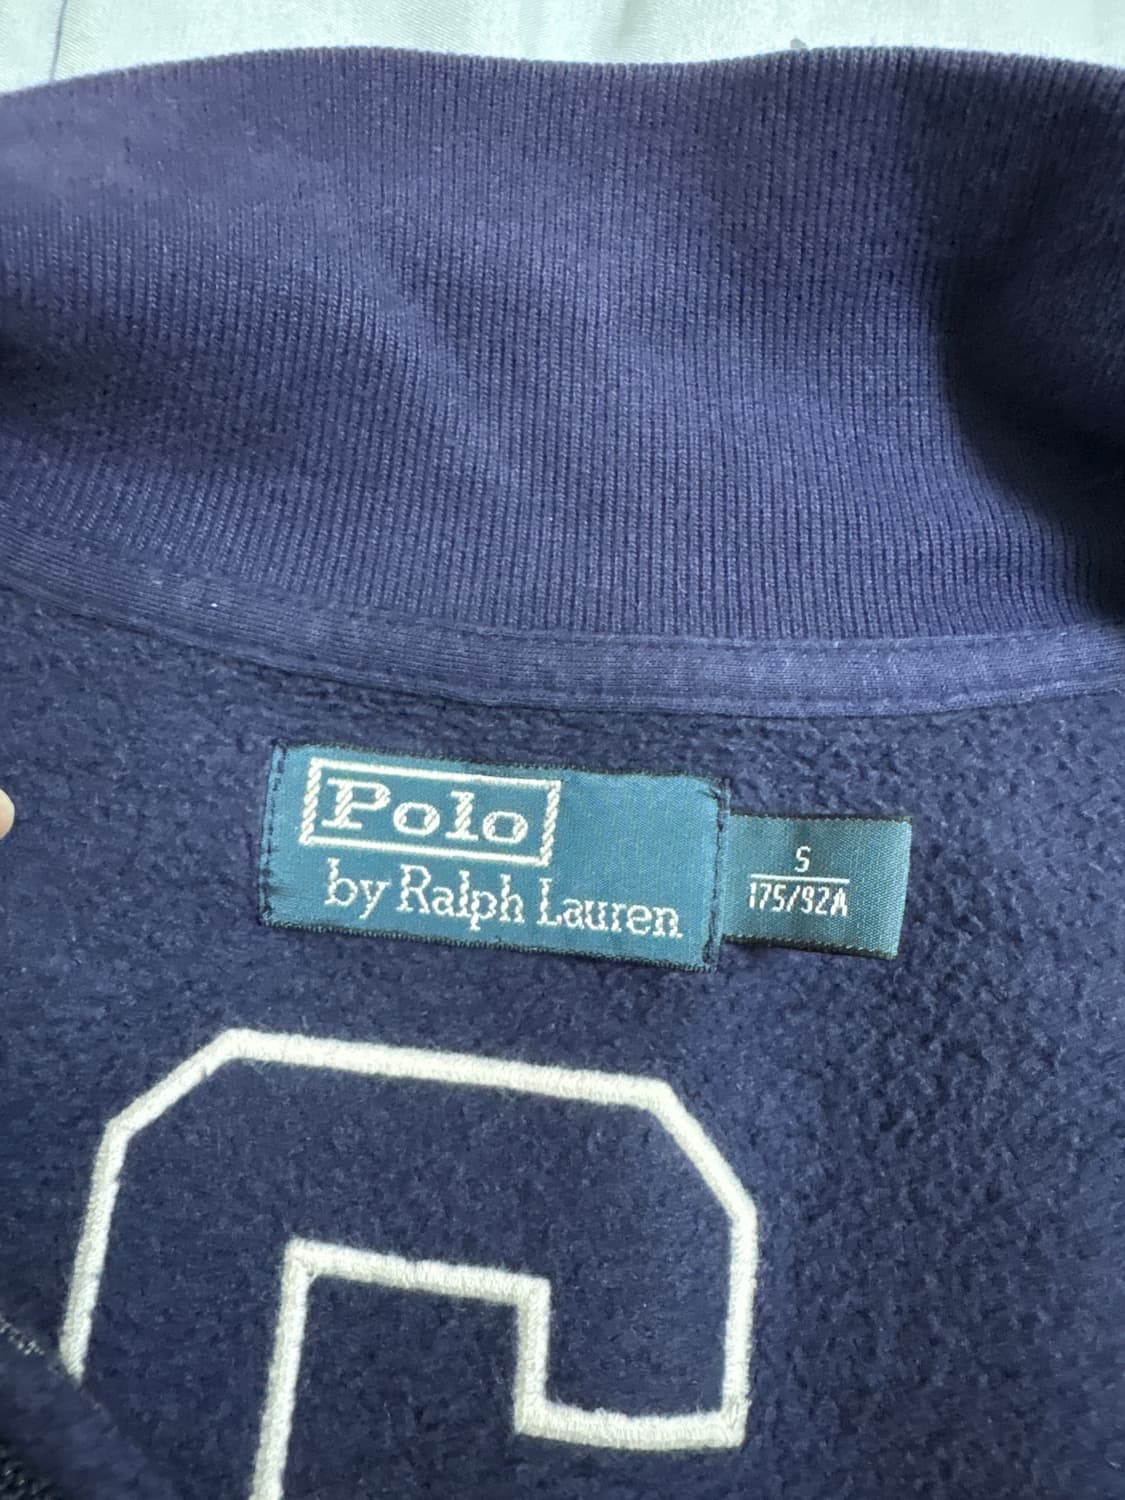 Polo
by Ralph Lauren
S
175/92A